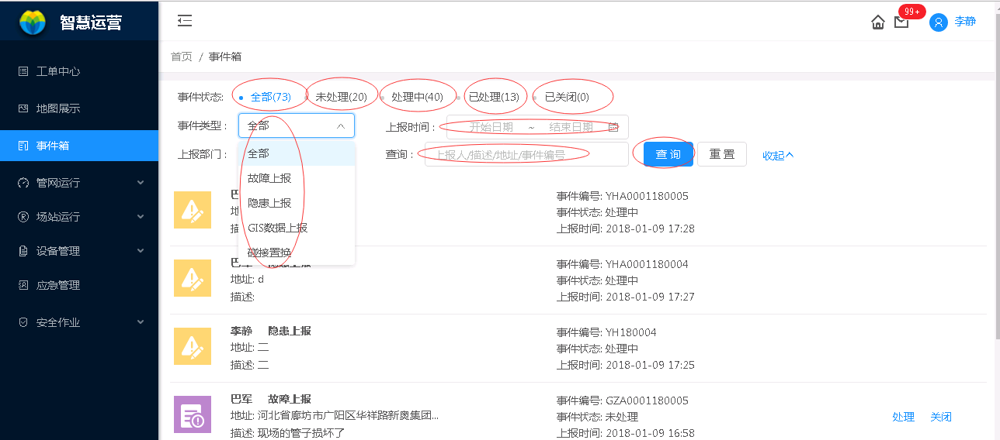 智慧运营
99+
李静
首页 / 事件箱
工单中心
地图展示
事件箱
管网运行
场站运行
设备管理
应急管理
安全作业
事件状态: 全部(73) 未处理(20) 处理中(40) 已处理(13) 已关闭(0)
事件类型： 全部 上报时间： 开始日期 ~ 结束日期
上报部门： 查询： 上报人/描述/地址/事件编号 查 询 重 置 收起
全部
故障上报
隐患上报
GIS数据上报
碰接置换
事件编号: YHA0001180005
事件状态: 处理中
上报时间: 2018-01-09 17:28
巴军 隐患上报 事件编号: YHA0001180004
地址: d 事件状态: 处理中
描述: 上报时间: 2018-01-09 17:27
李静 隐患上报 事件编号: YH180004
地址: 二 事件状态: 处理中
描述: 二 上报时间: 2018-01-09 17:25
巴军 故障上报 事件编号: GZA0001180005
地址: 河北省廊坊市广阳区华祥路新奥集团... 事件状态: 未处理 处理 关闭
描述: 现场的管子损坏了 上报时间: 2018-01-09 16:58